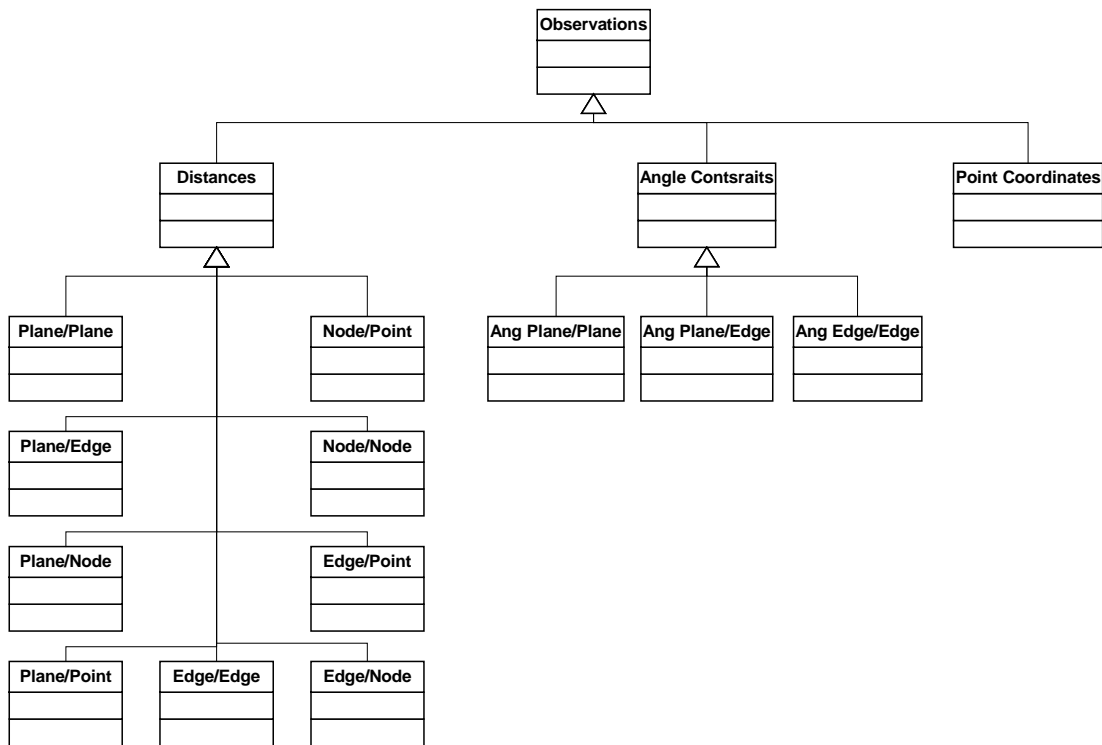 Observations
Distances
Angle Contsraits
Point Coordinates
Plane/Plane
Node/Point
Ang Plane/Plane
Ang Plane/Edge
Ang Edge/Edge
Plane/Edge
Node/Node
Plane/Node
Edge/Point
Plane/Point
Edge/Edge
Edge/Node